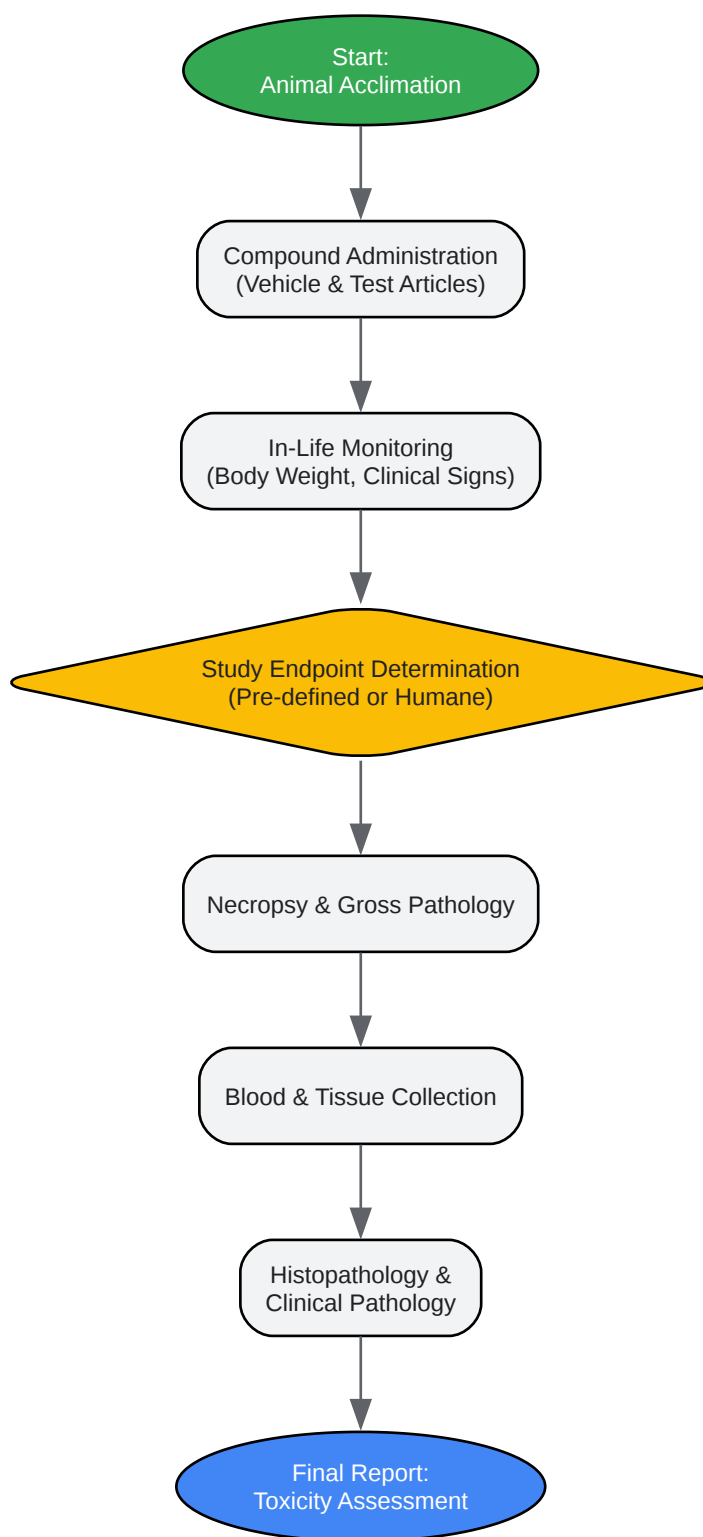 Start:
Animal Acclimation
Compound Administration
(Vehicle & Test Articles)
In-Life Monitoring
(Body Weight, Clinical Signs)
Study Endpoint Determination
(Pre-defined or Humane)
Necropsy & Gross Pathology
Blood & Tissue Collection
Histopathology &
Clinical Pathology
Final Report:
Toxicity Assessment